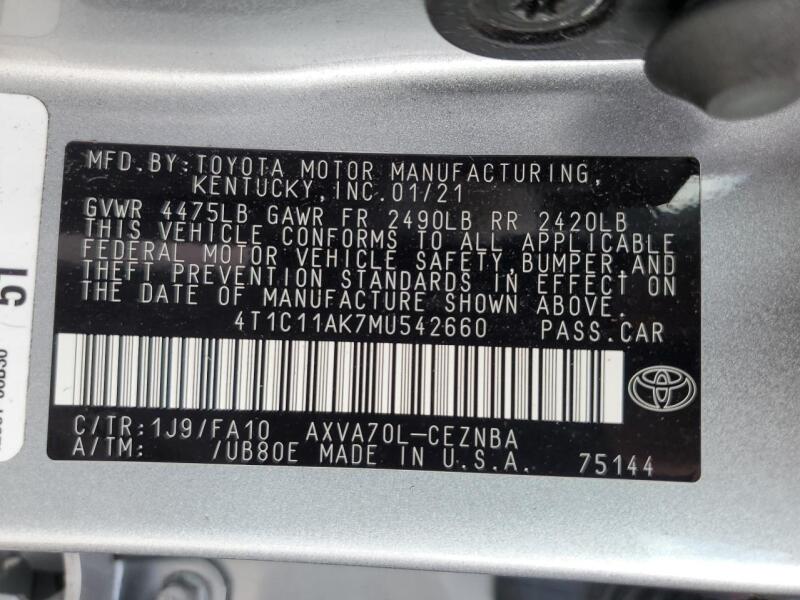 MFD.BY:TOYOTA MOTOR MANUFACTURING,
KENTUCKY,INC.01/21
GVWR 4475LB GAWR FR 2490LB RR 2420LB
THIS VEHICLE CONFORMS TO ALL APPLICABLE
FEDERAL MOTOR VEHICLE SAFETY,BUMPER,AND
THEFT PREVENTION STANDARDS IN EFFECT ON
THE DATE OF MANUFACTURE SHOWN ABOVE.
4T1C11AK7MU542660 PASS.CAR
C/TR:1J9/FA10 AXVA70L-CEZNBA
A/TM: /UB80E MADE IN U.S.A. 75144